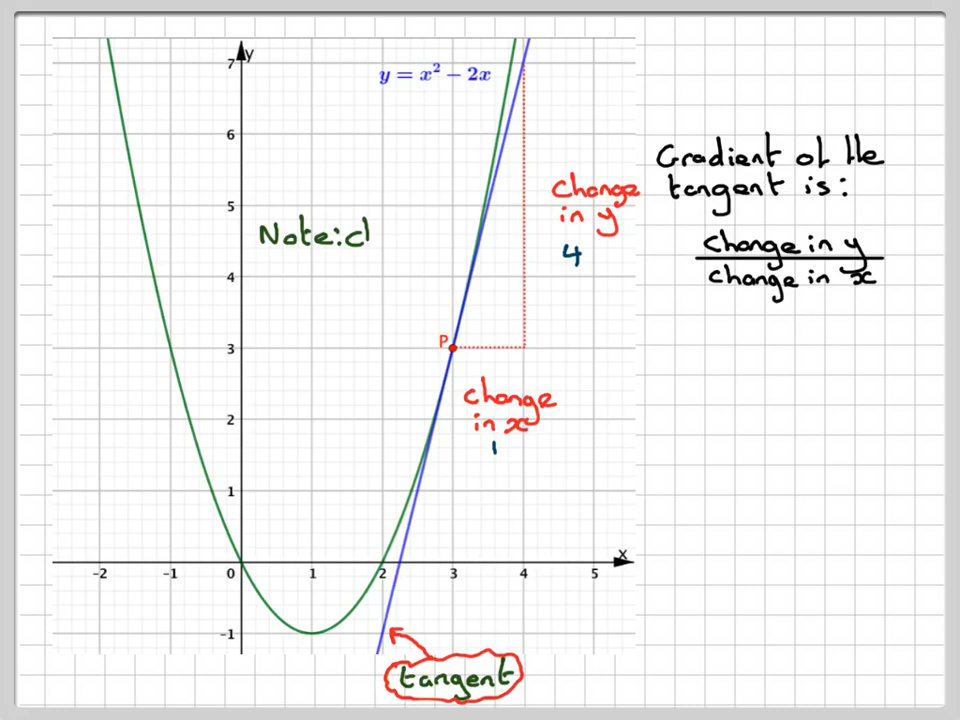 y
7
y = x² − 2x
6
5
4
3
2
1
-1
Note:d
Change
in y
4
P
change
in x
1
x
-2 -1 0 1 2 3 4 5
tangent
Gradient of the
tangent is:
change in y
change in x